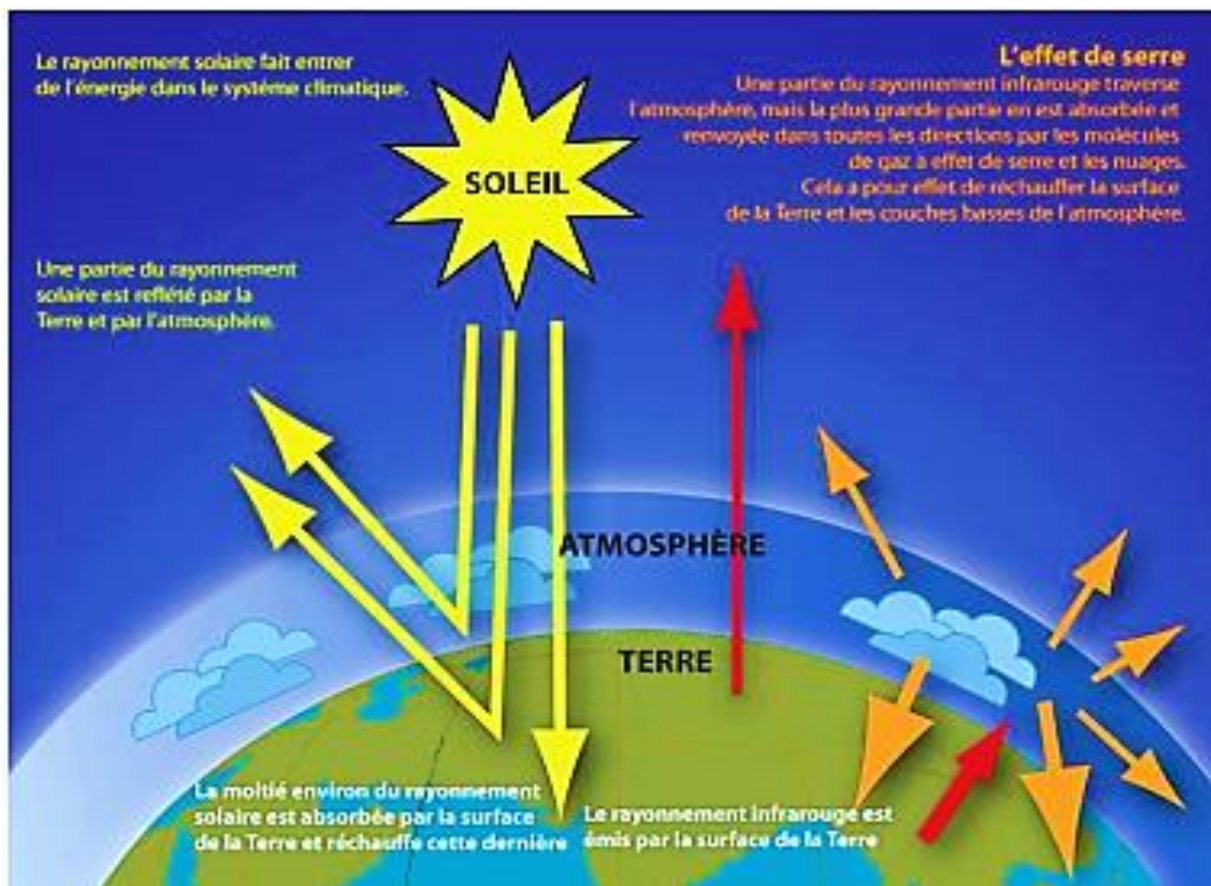 Le rayonnement solaire fait entrer
de l'énergie dans le système climatique.
L'effet de serre
Une partie du rayonnement infrarouge traverse
l'atmosphère, mais la plus grande partie en est absorbée et
renvoyée dans toutes les directions par les molécules
de gaz a effet de serre et les nuages.
Cela a pour effet de réchauffer la surface
de la Terre et les couches basses de l'atmosphère.
SOLEIL
Une partie du rayonnement
solaire est reflété par la
Terre et par l'atmosphère.
ATMOSPHÈRE
TERRE
La moitié environ du rayonnement
solaire est absorbée par la surface
de la Terre et réchauffe cette dernière
Le rayonnement infrarouge est
émis par la surface de la Terre